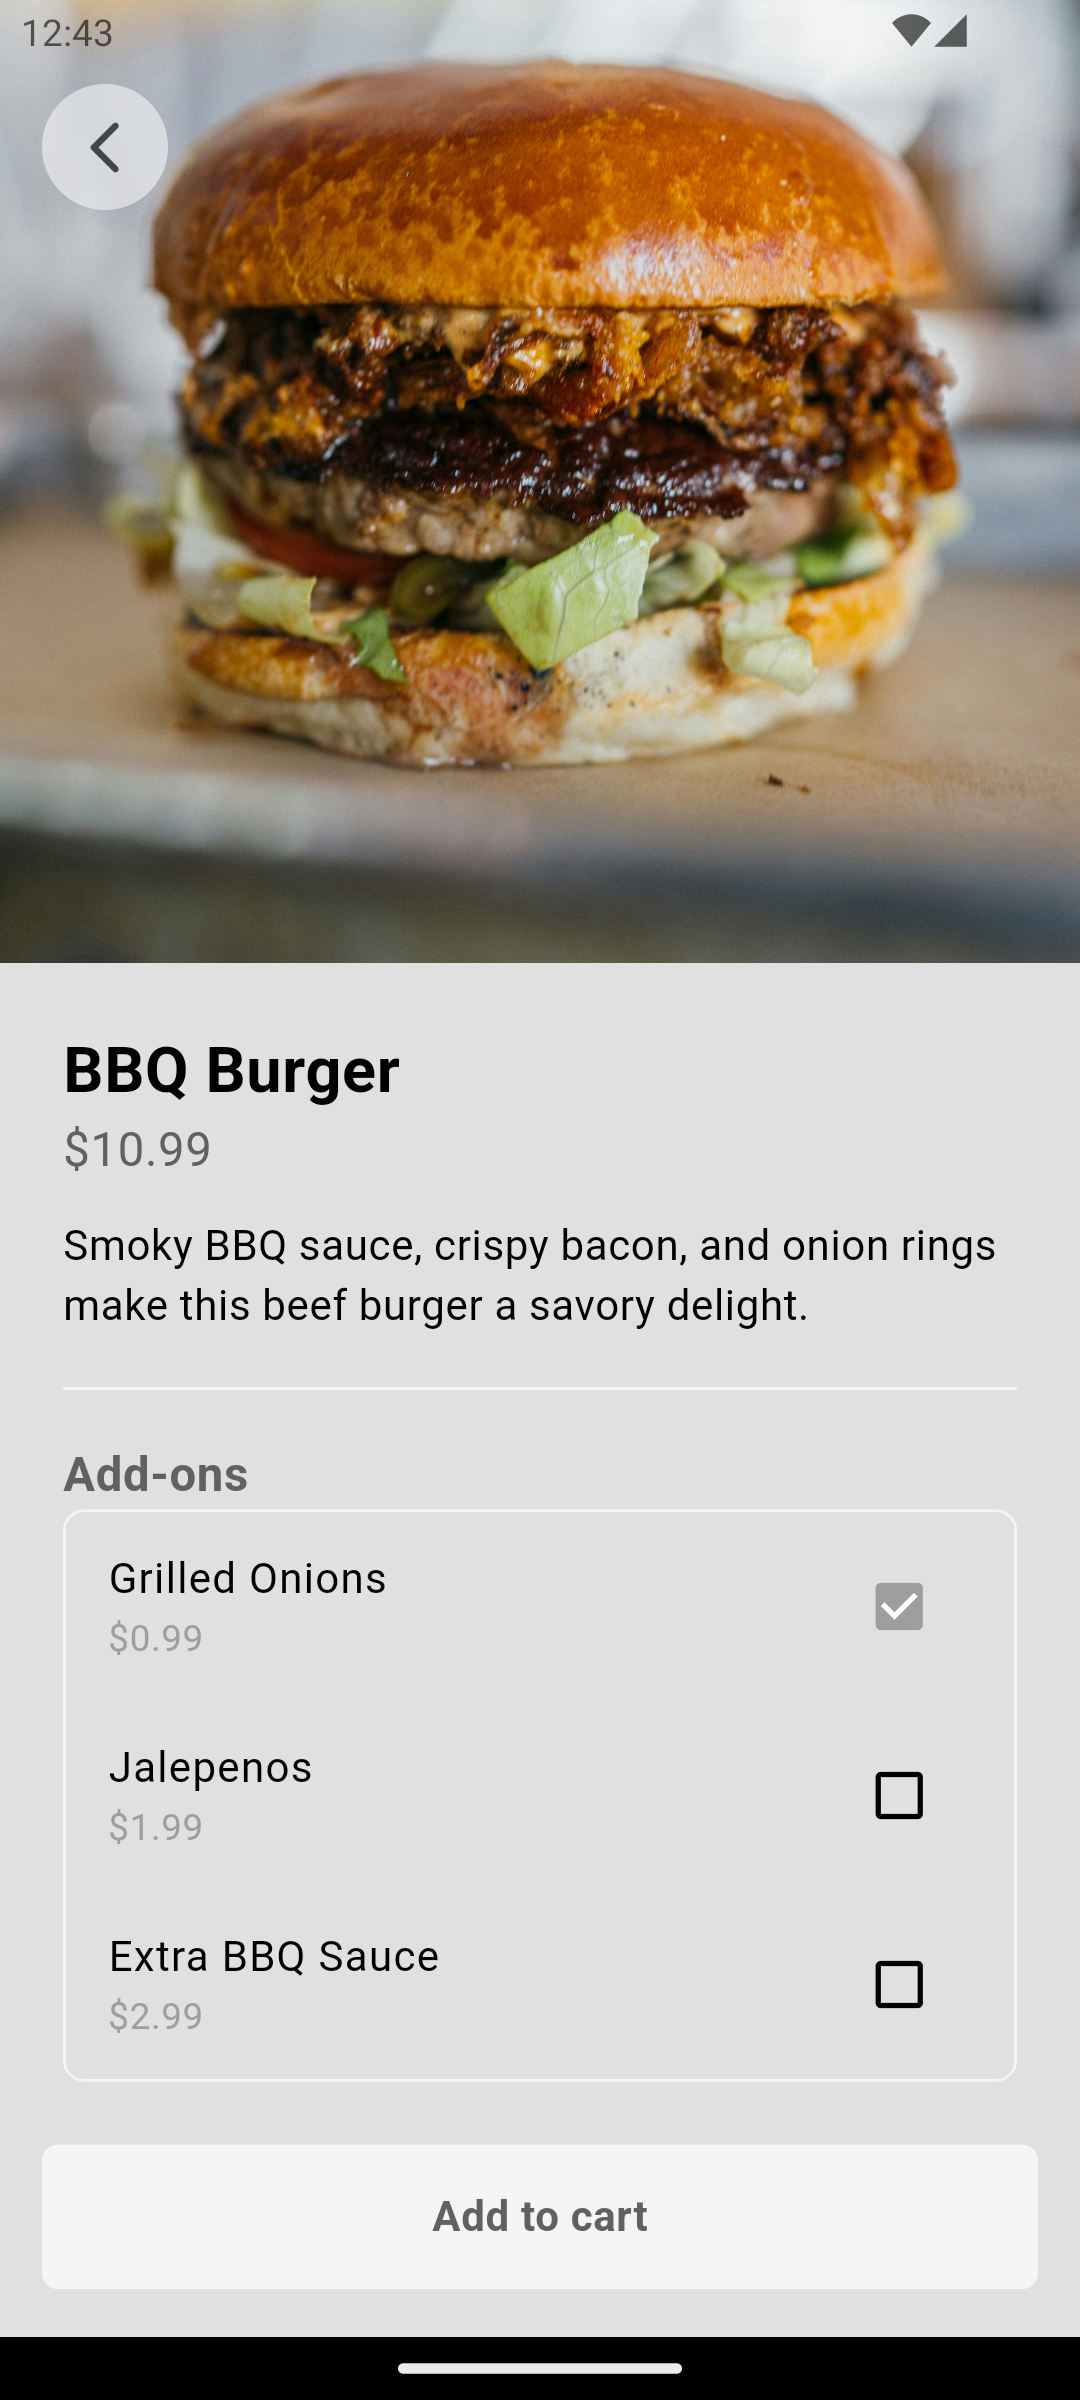 12:43
BBQ Burger
$10.99
Smoky BBQ sauce, crispy bacon, and onion rings
make this beef burger a savory delight.
Add-ons
Grilled Onions
$0.99
Jalepenos
$1.99
Extra BBQ Sauce
$2.99
Add to cart